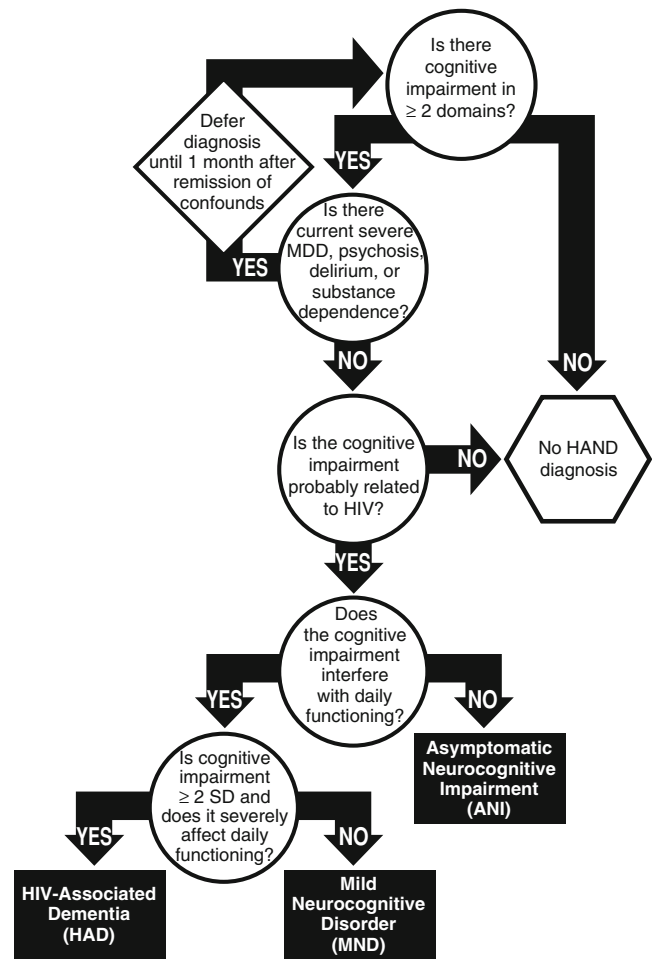 Is there
cognitive
impairment in
≥ 2 domains?
Defer
diagnosis
until 1 month after
remission of
confounds
YES
NO
Is there
current severe
MDD, psychosis,
delirium, or
substance
dependence?
YES
NO
Is the cognitive
impairment
probably related
to HIV?
NO
No HAND
diagnosis
YES
Does
the cognitive
impairment
interfere
with daily
functioning?
YES
NO
Asymptomatic
Neurocognitive
Impairment
(ANI)
Is cognitive
impairment
≥ 2 SD and
does it severely
affect daily
functioning?
YES
NO
HIV-Associated
Dementia
(HAD)
Mild
Neurocognitive
Disorder
(MND)